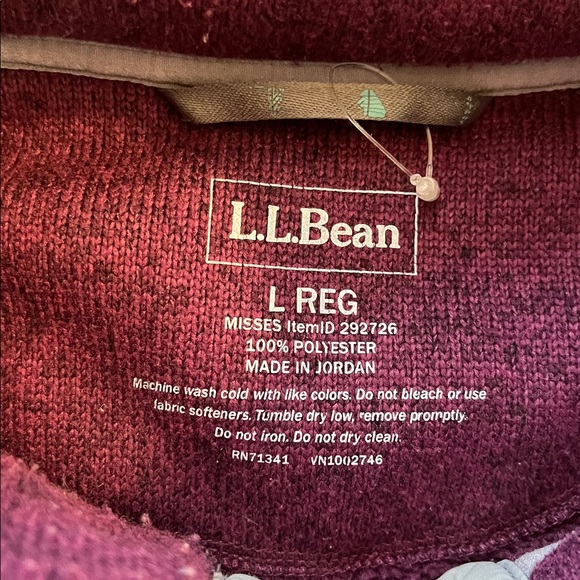 L.L.Bean
L REG
MISSES ItemID 292726
100% POLYESTER
MADE IN JORDAN
Machine wash cold with like colors. Do not bleach or use
fabric softeners. Tumble dry low, remove promptly.
Do not iron. Do not dry clean.
RN71341 VN1002746